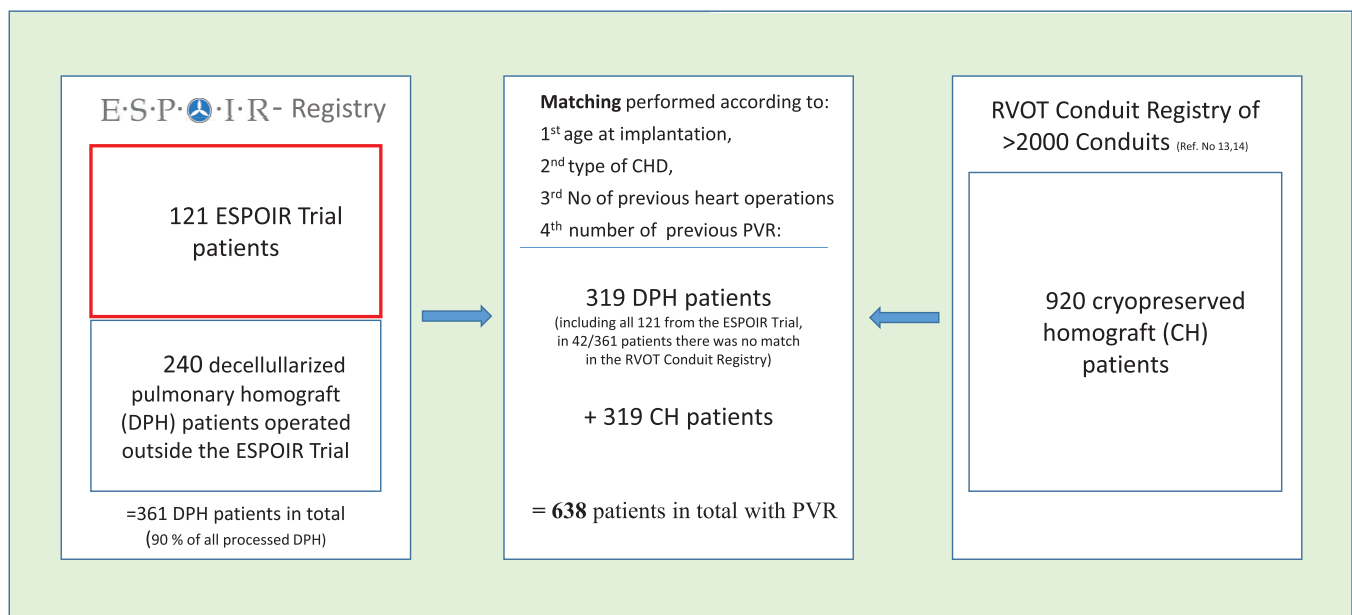 E·S·P·O·I·R- Registry
121 ESPOIR Trial
patients
240 decellullarized
pulmonary homograft
(DPH) patients operated
outside the ESPOIR Trial
=361 DPH patients in total
(90 % of all processed DPH)
Matching performed according to:
1st age at implantation,
2nd type of CHD,
3rd No of previous heart operations
4th number of previous PVR:
319 DPH patients
(including all 121 from the ESPOIR Trial,
in 42/361 patients there was no match
in the RVOT Conduit Registry)
+ 319 CH patients
= 638 patients in total with PVR
RVOT Conduit Registry of
>2000 Conduits (Ref. No 13,14)
920 cryopreserved
homograft (CH)
patients